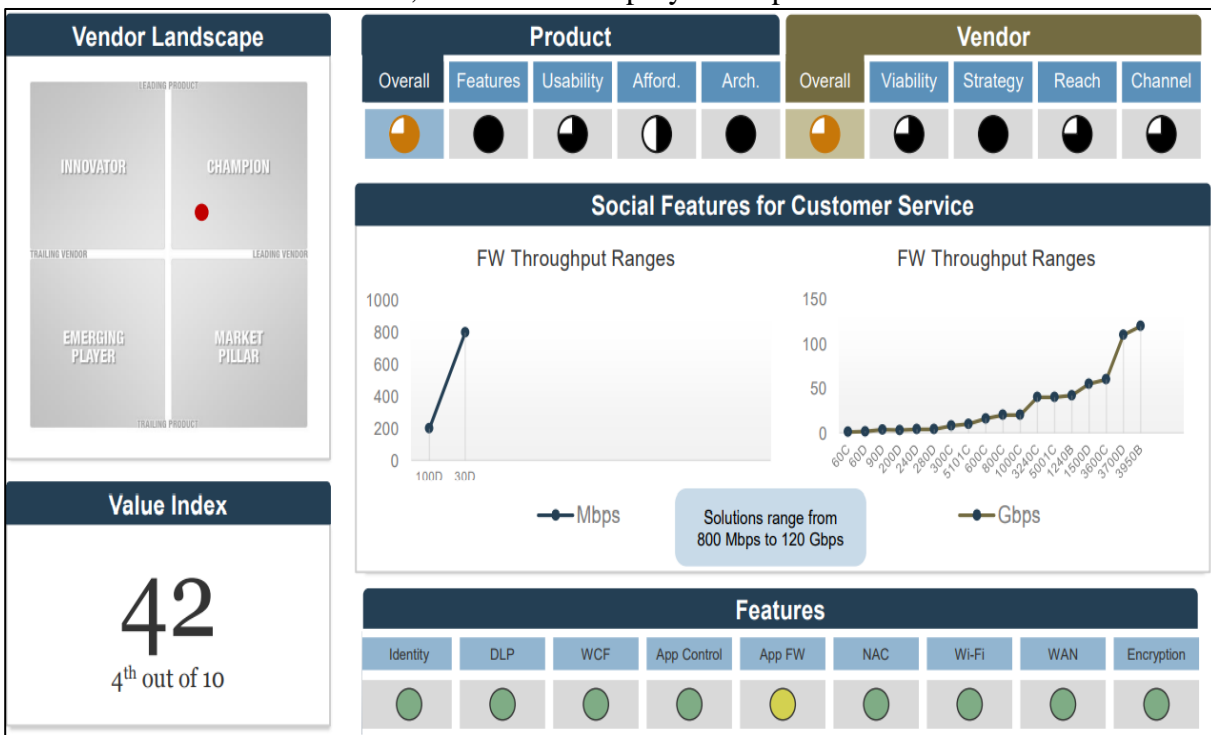 Vendor Landscape
LEADING PRODUCT
INNOVATOR
CHAMPION
TRAILING VENDOR
LEADING VENDOR
EMERGING
PLAYER
MARKET
PILLAR
TRAILING PRODUCT
Value Index
42
4th out of 10
Product
Vendor
Overall Features Usability Afford. Arch. Overall Viability Strategy Reach Channel
Social Features for Customer Service
FW Throughput Ranges
1000
800
600
400
200
0
100D 30D
Mbps
FW Throughput Ranges
150
100
50
0
60C 60D 90D 200D 240D 280D 300C 5101C 600C 800C 1000C 3240C 5001C 1240B 1500D 3600C 3700D 3950B
Gbps
Solutions range from
800 Mbps to 120 Gbps
Features
Identity DLP WCF App Control App FW NAC Wi-Fi WAN Encryption